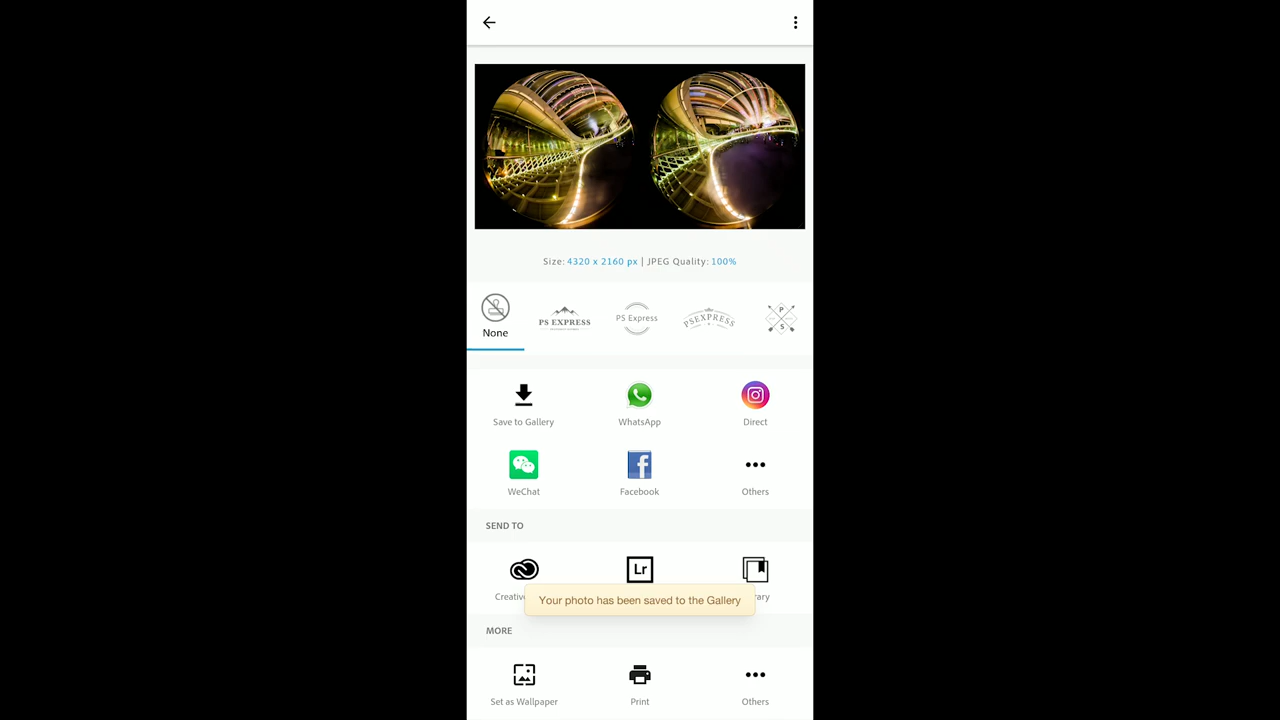 Size: 4320 x 2160 px | JPEG Quality: 100%
None
PS EXPRESS
PS Express
PSEXPRESS
P
S
Save to Gallery
WhatsApp
Direct
WeChat
Facebook
Others
SEND TO
Lr
Your photo has been saved to the Gallery
MORE
Set as Wallpaper
Print
Others